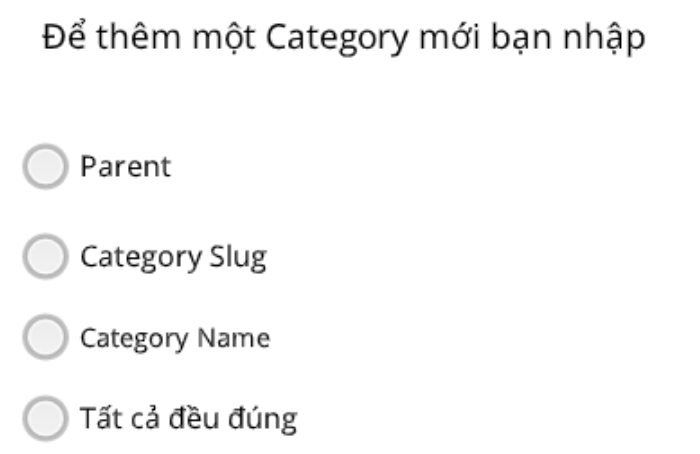 Để thêm một Category mới bạn nhập
Parent
Category Slug
Category Name
Tất cả đều đúng